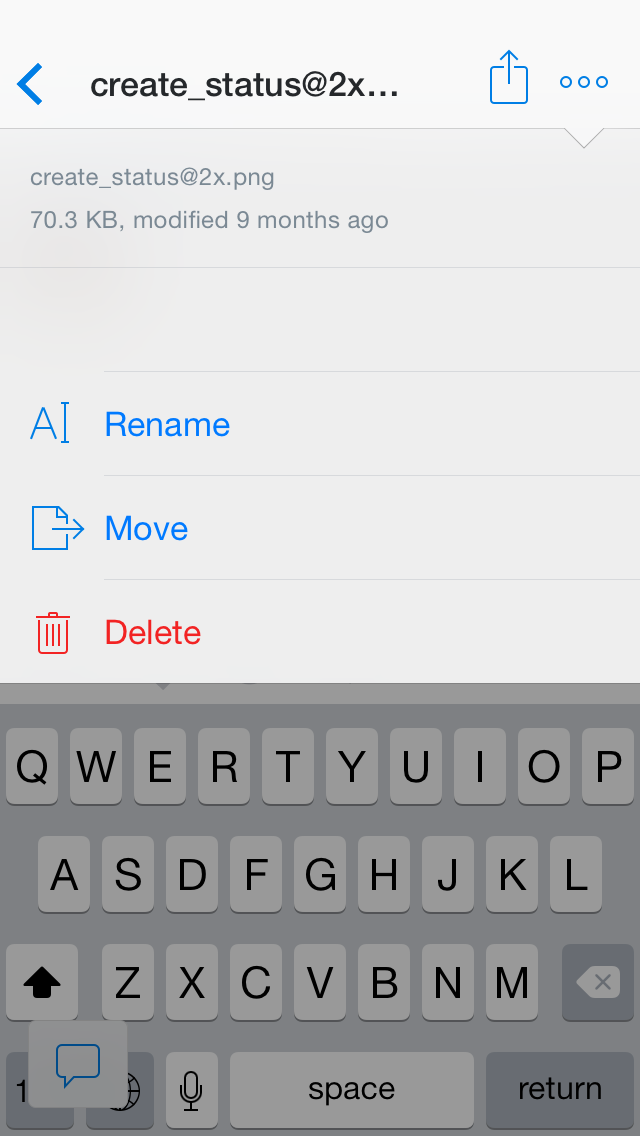 create_status@2x...
create_status@2x.png
70.3 KB, modified 9 months ago
Rename
Move
Delete
Q W E R T Y U I O P
A S D F G H J K L
Z X C V B N M
1 space return